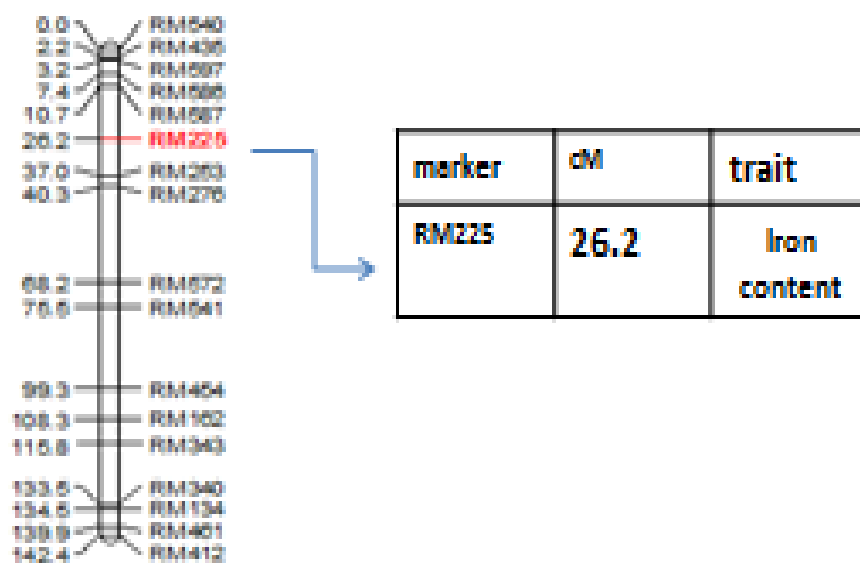 0.0 RM540
2.2 RM435
3.2 RM597
7.4 RM586
10.7 RM587
26.2 RM225
37.0 RM253
40.3 RM276
68.2 RM572
75.5 RM541
99.3 RM454
108.3 RM162
115.8 RM343
133.5 RM340
134.5 RM134
139.9 RM461
142.4 RM412
marker cM trait
RM225 26.2 Iron
content